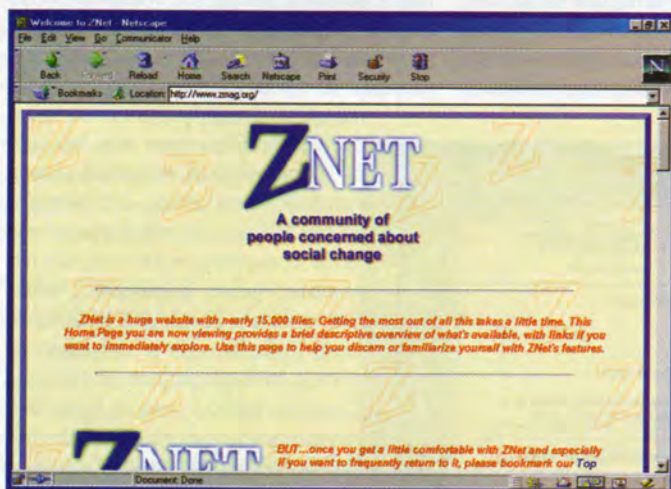 Welcome to ZNet - Netscape
File Edit View Go Communicator Help
Back Forward Reload Home Search Netscape Print Security Stop
N
Bookmarks Location: http://www.zmag.org/
ZNET
A community of
people concerned about
social change
ZNet is a huge website with nearly 15,000 files. Getting the most out of all this takes a little time. This
Home Page you are now viewing provides a brief descriptive overview of what's available, with links if you
want to immediately explore. Use this page to help you discern or familiarize yourself with ZNet's features.
ZNET
BUT...once you get a little comfortable with ZNet and especially
if you want to frequently return to it, please bookmark our Top
Document: Done